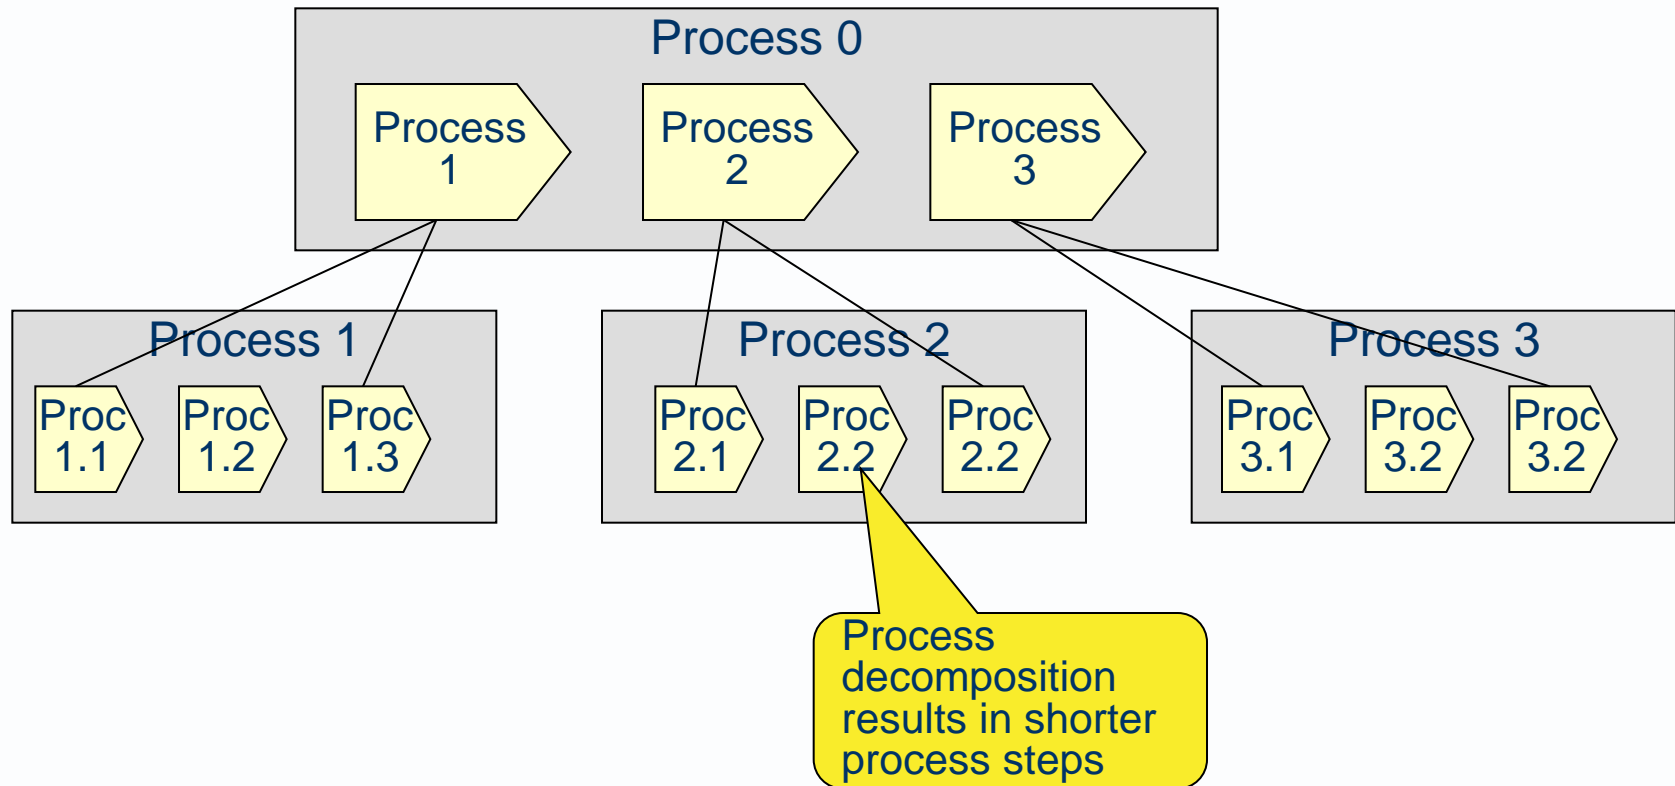 Process 0
Process
1
Process
2
Process
3
Process 1
Proc
1.1
Proc
1.2
Proc
1.3
Process 2
Proc
2.1
Proc
2.2
Proc
2.2
Process 3
Proc
3.1
Proc
3.2
Proc
3.2
Process
decomposition
results in shorter
process steps